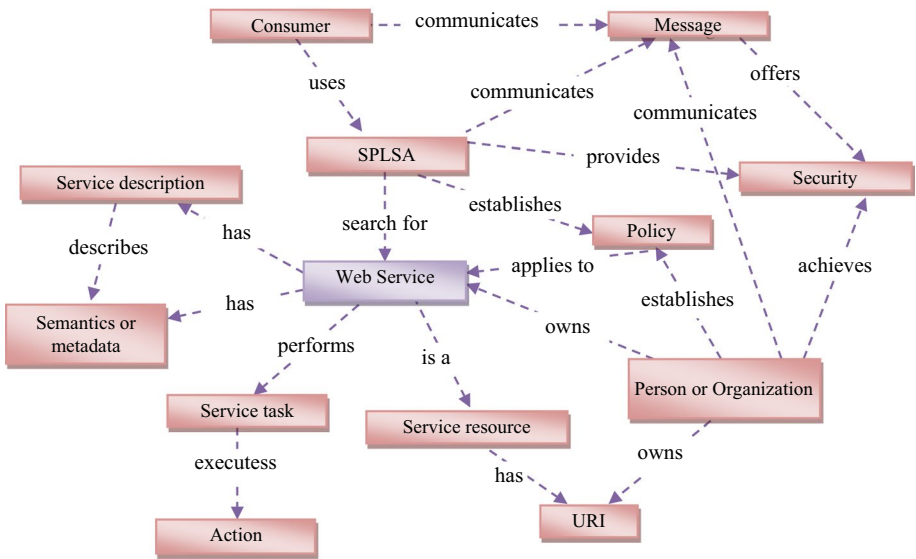 Consumer
communicates
Message
uses
offers
communicates
communicates
SPLSA
provides
Security
Service description
establishes
search for
has
Policy
describes
applies to
achieves
Web Service
has
establishes
Semantics or
metadata
owns
performs
is a
Person or Organization
Service task
Service resource
executess
owns
has
Action
URI